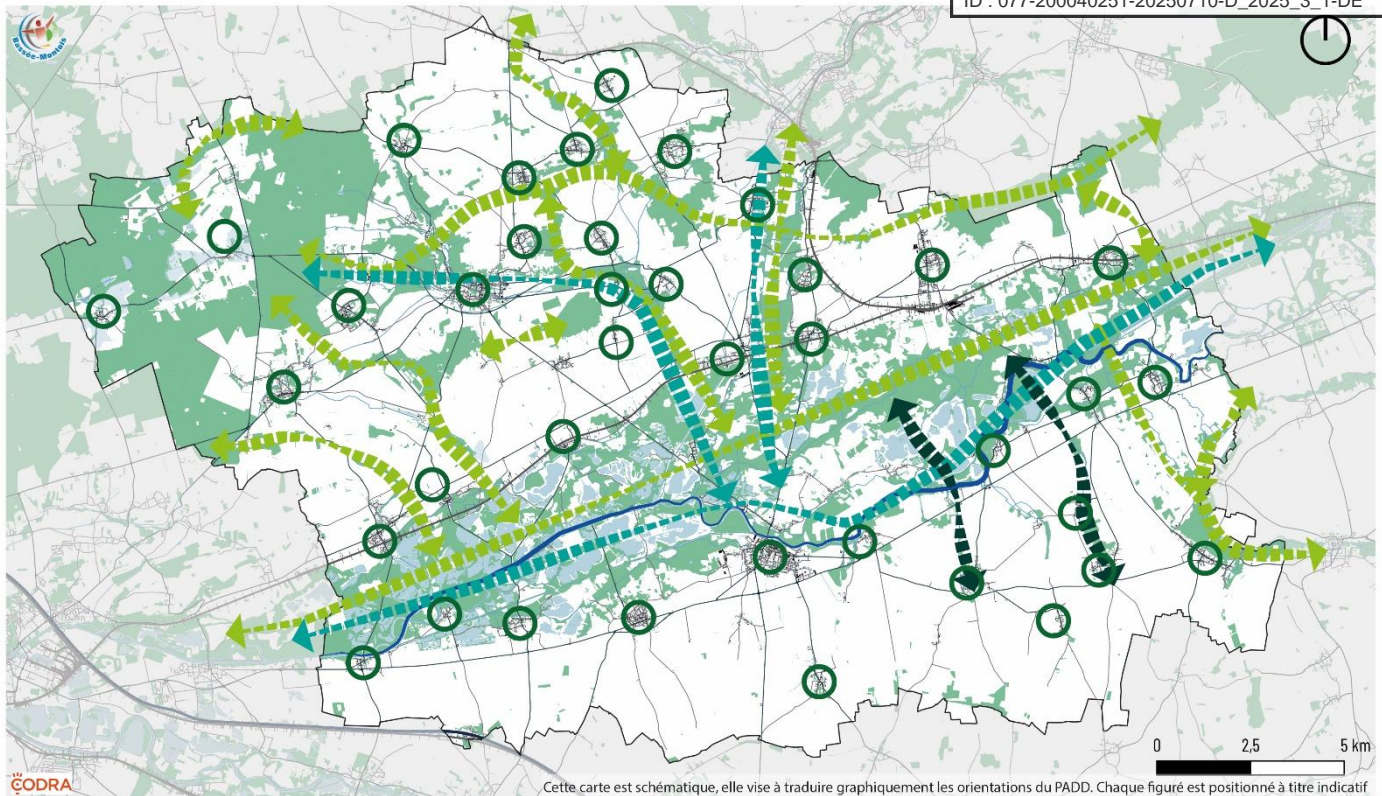 ID : 077-200040251-20250710-D_2025_3_1-DE
Bassée-Montois
0 2,5 5 km
CODRA
Cette carte est schématique, elle vise à traduire graphiquement les orientations du PADD. Chaque figuré est positionné à titre indicatif